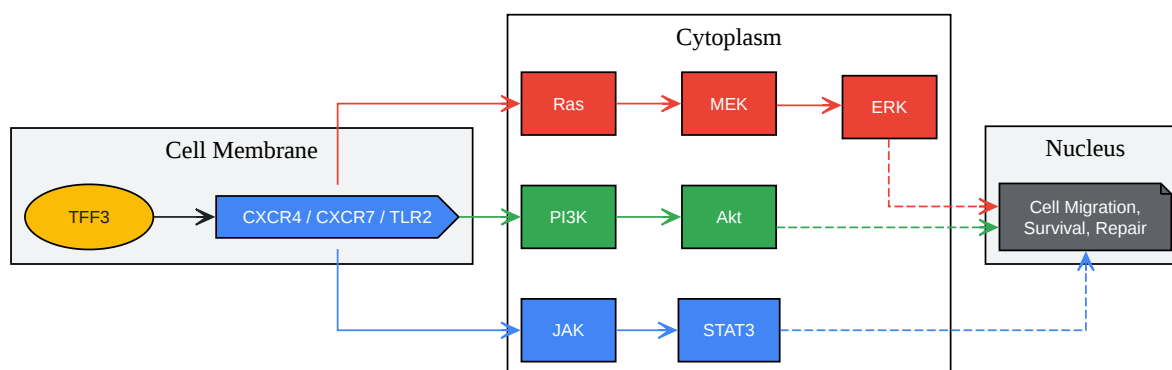 Cytoplasm
Ras
MEK
ERK
Cell Membrane
TFF3
CXCR4 / CXCR7 / TLR2
PI3K
Akt
Nucleus
Cell Migration,
Survival, Repair
JAK
STAT3